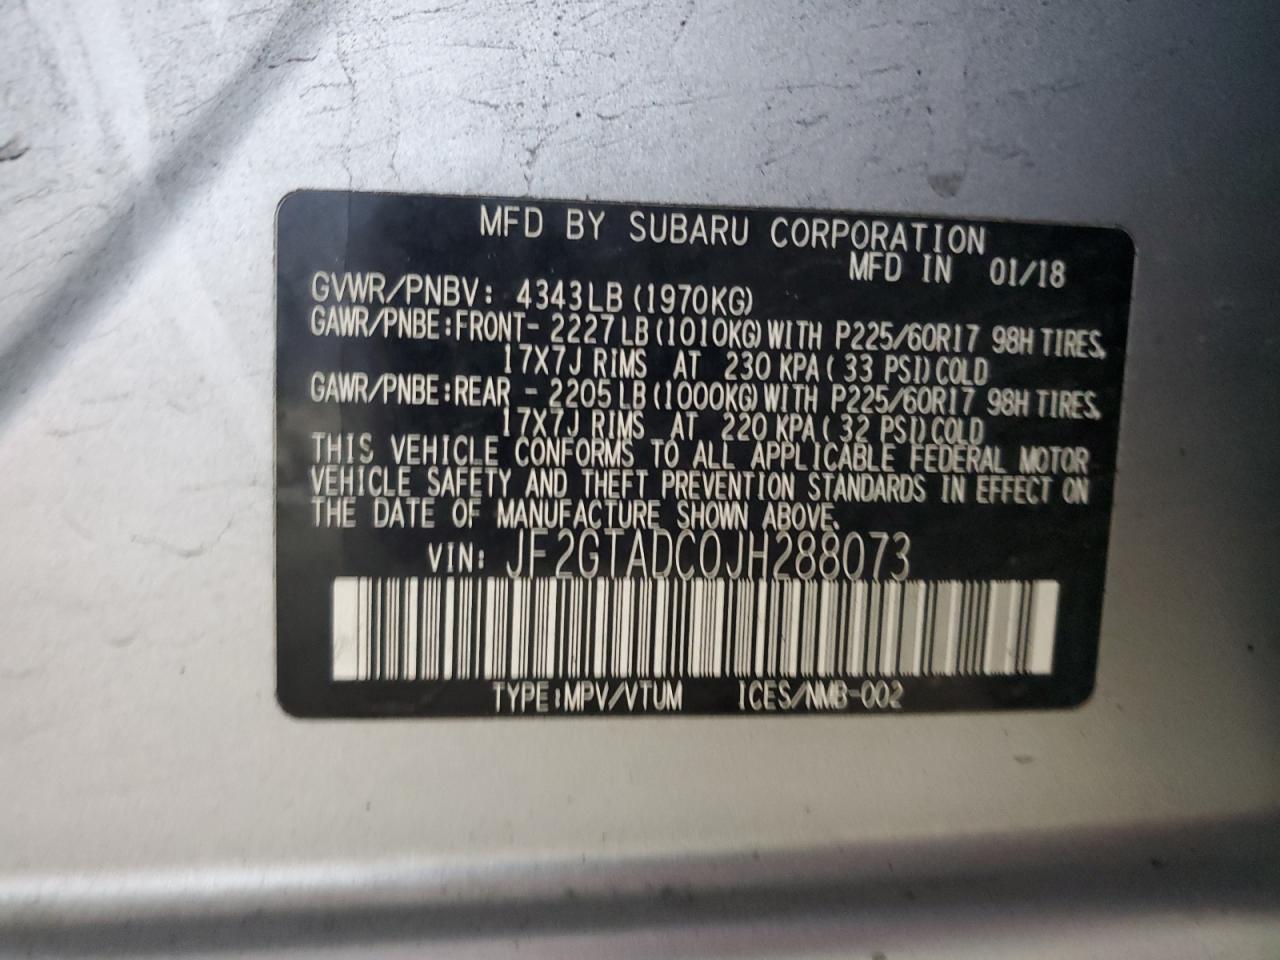 MFD BY SUBARU CORPORATION
MFD IN 01/18
GVWR/PNBV: 4343LB(1970KG)
GAWR/PNBE:FRONT- 2227LB(1010KG)WITH P225/60R17 98H TIRES,
17X7J RIMS AT 230 KPA( 33 PSI)COLD
GAWR/PNBE:REAR - 2205LB(1000KG)WITH P225/60R17 98H TIRES,
17X7J RIMS AT 220 KPA( 32 PSI)COLD
THIS VEHICLE CONFORMS TO ALL APPLICABLE FEDERAL MOTOR
VEHICLE SAFETY AND THEFT PREVENTION STANDARDS IN EFFECT ON
THE DATE OF MANUFACTURE SHOWN ABOVE.
VIN: JF2GTADC0JH288073
TYPE:MPV/VTUM ICES/NMB-002